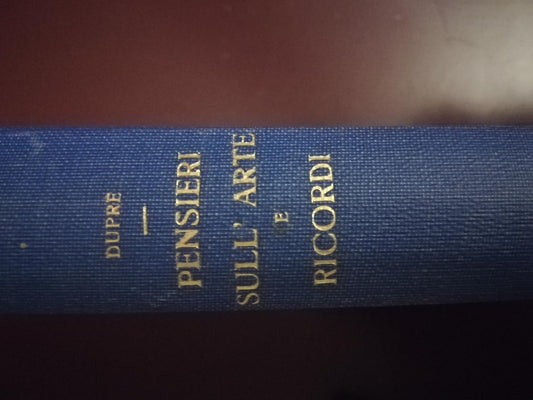 DUPRÈ
PENSIERI
SULL' ARTE
E
RICORDI